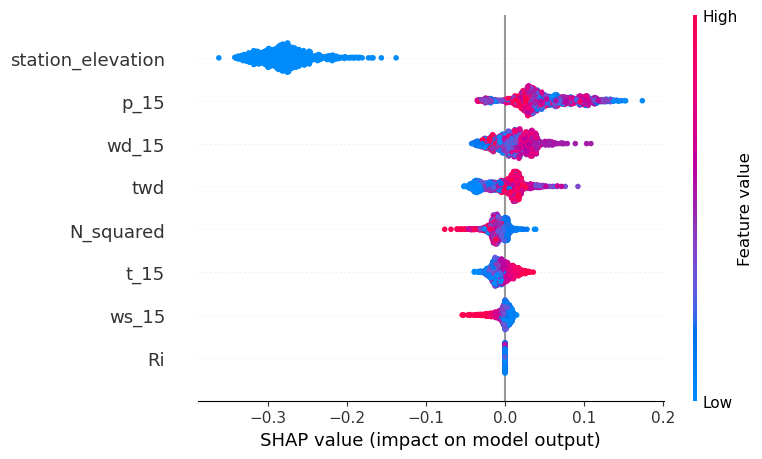 High
station_elevation
p_15
wd_15
twd
N_squared
t_15
ws_15
Ri
Feature value
Low
−0.3 −0.2 −0.1 0.0 0.1 0.2
SHAP value (impact on model output)